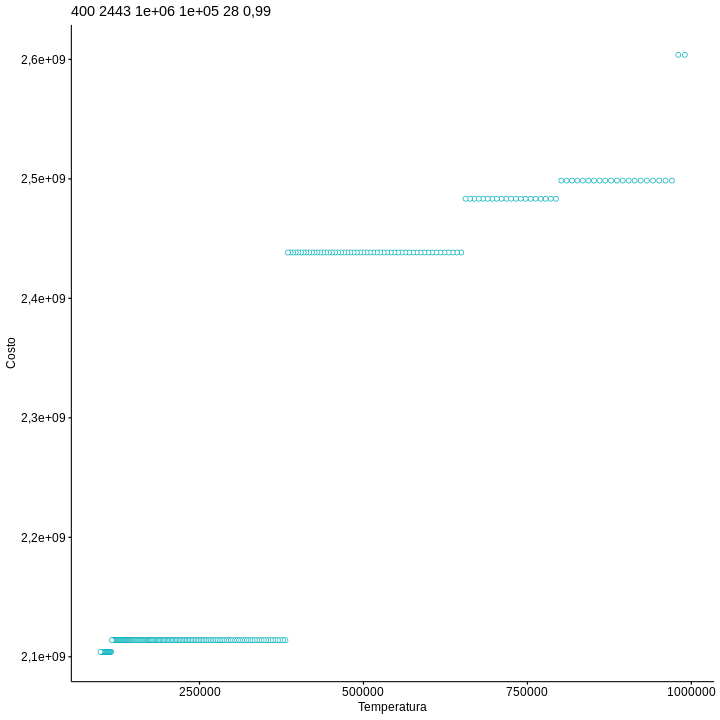 400 2443 1e+06 1e+05 28 0,99
2,6e+09
2,5e+09
2,4e+09
Costo
2,3e+09
2,2e+09
2,1e+09
250000 500000 750000 1000000
Temperatura